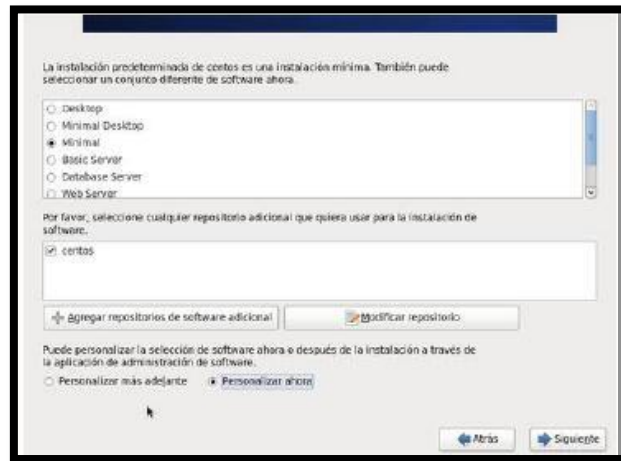 La instalación predeterminada de centos es una instalación mínima. También puede
seleccionar un conjunto diferente de software ahora.
Desktop
Minimal Desktop
Minimal
Basic Server
Database Server
Web Server
Por favor, seleccione cualquier repositorio adicional que quiera usar para la instalación de
software.
centos
Agregar repositorios de software adicional
Modificar repositorio
Puede personalizar la selección de software ahora o después de la instalación a través de
la aplicación de administración de software.
Personalizar más adelante
Personalizar ahora
Atrás
Siguiente